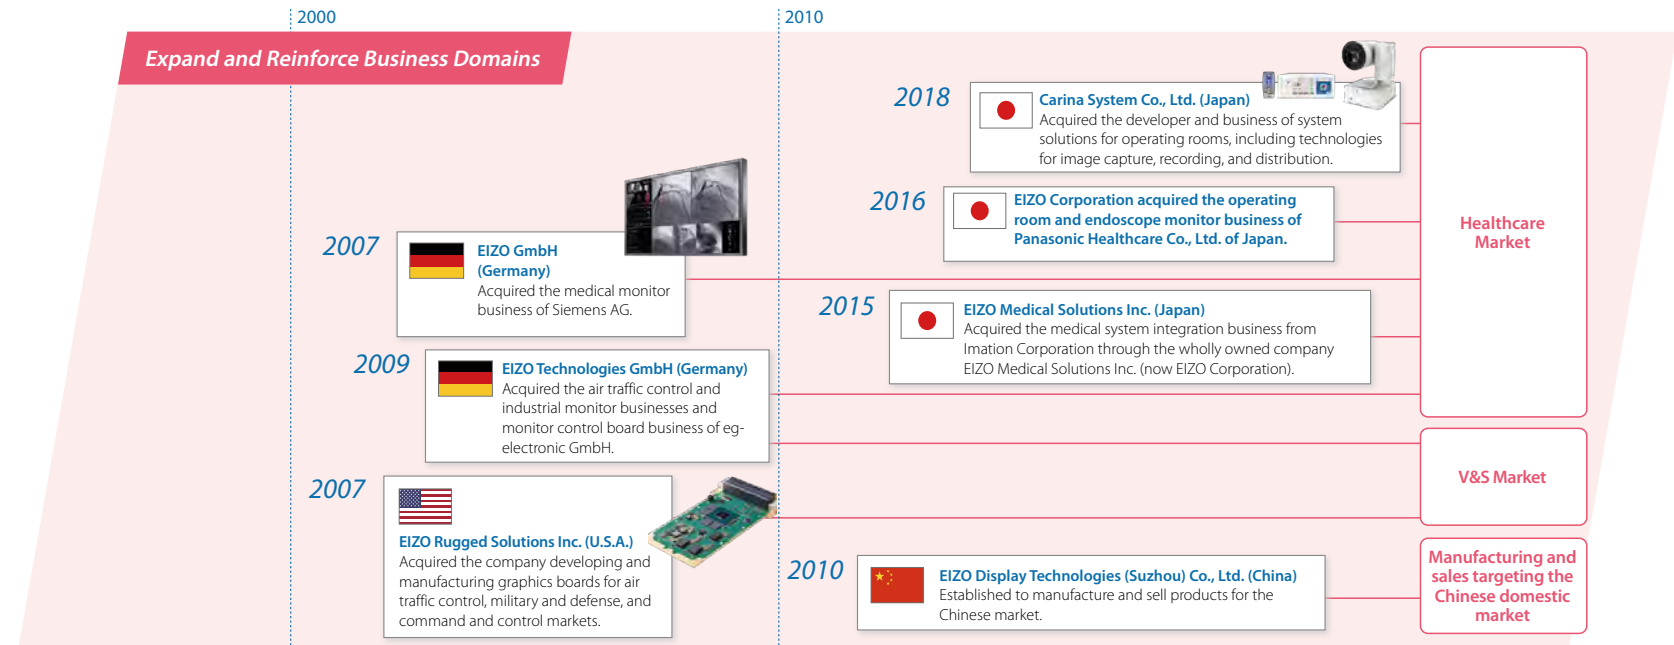 2000
2010
Expand and Reinforce Business Domains
2018
Carina System Co., Ltd. (Japan)
Acquired the developer and business of system
solutions for operating rooms, including technologies
for image capture, recording, and distribution.
2016
EIZO Corporation acquired the operating
room and endoscope monitor business of
Panasonic Healthcare Co., Ltd. of Japan.
Healthcare
Market
2007
EIZO GmbH
(Germany)
Acquired the medical monitor
business of Siemens AG.
2015
EIZO Medical Solutions Inc. (Japan)
Acquired the medical system integration business from
Imation Corporation through the wholly owned company
EIZO Medical Solutions Inc. (now EIZO Corporation).
2009
EIZO Technologies GmbH (Germany)
Acquired the air traffic control and
industrial monitor businesses and
monitor control board business of eg-
electronic GmbH.
V&S Market
2007
EIZO Rugged Solutions Inc. (U.S.A.)
Acquired the company developing and
manufacturing graphics boards for air
traffic control, military and defense, and
command and control markets.
2010
EIZO Display Technologies (Suzhou) Co., Ltd. (China)
Established to manufacture and sell products for the
Chinese market.
Manufacturing and
sales targeting the
Chinese domestic
market